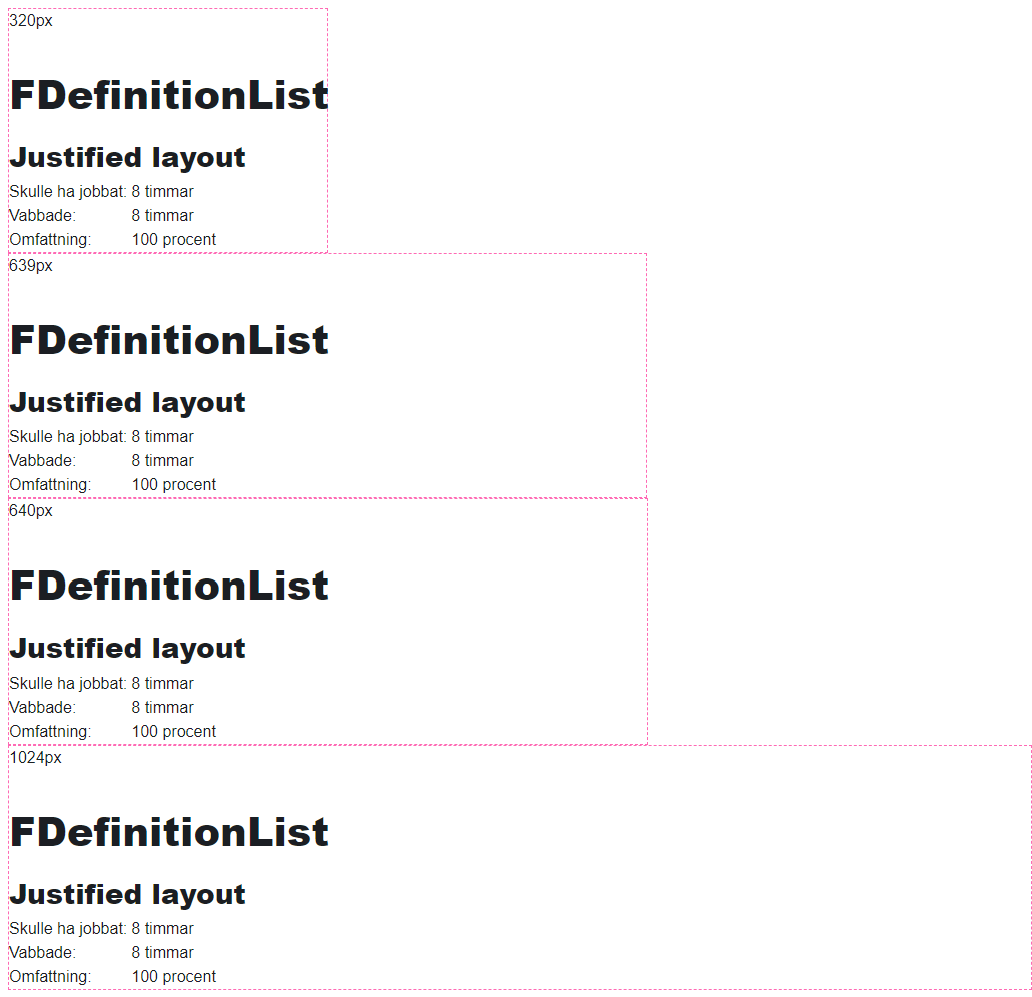 320px
FDefinitionList
Justified layout
Skulle ha jobbat: 8 timmar
Vabbade: 8 timmar
Omfattning: 100 procent
639px
FDefinitionList
Justified layout
Skulle ha jobbat: 8 timmar
Vabbade: 8 timmar
Omfattning: 100 procent
640px
FDefinitionList
Justified layout
Skulle ha jobbat: 8 timmar
Vabbade: 8 timmar
Omfattning: 100 procent
1024px
FDefinitionList
Justified layout
Skulle ha jobbat: 8 timmar
Vabbade: 8 timmar
Omfattning: 100 procent